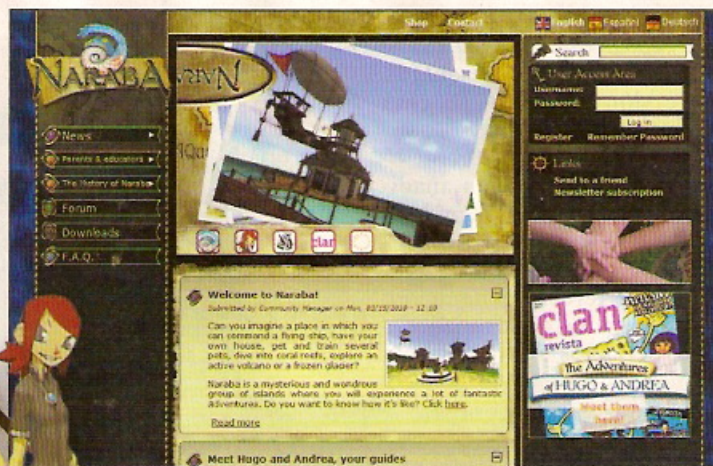 Shop Contact English Español Deutsch
NARABA
News
Parents & educators
The History of Naraba
Forum
Downloads
F.A.Q.
NARA
clan
Search
User Access Area
Username:
Password:
Log in
Register Remember Password
Links
Send to a friend
Newsletter subscription
Welcome to Naraba!
Submitted by Community Manager on Mon,
Can you imagine a place in which you
can command a flying ship, have your
own house, get and train several
pets, dive into coral reefs, explore an
active volcano or a frozen glacier?
Naraba is a mysterious and wondrous
group of islands where you will experience a lot of fantastic
adventures. Do you want to know how it's like? Click here.
Read more
Meet Hugo and Andrea, your guides
clan
revista
The Adventures
of HUGO & ANDREA
Meet them
here!